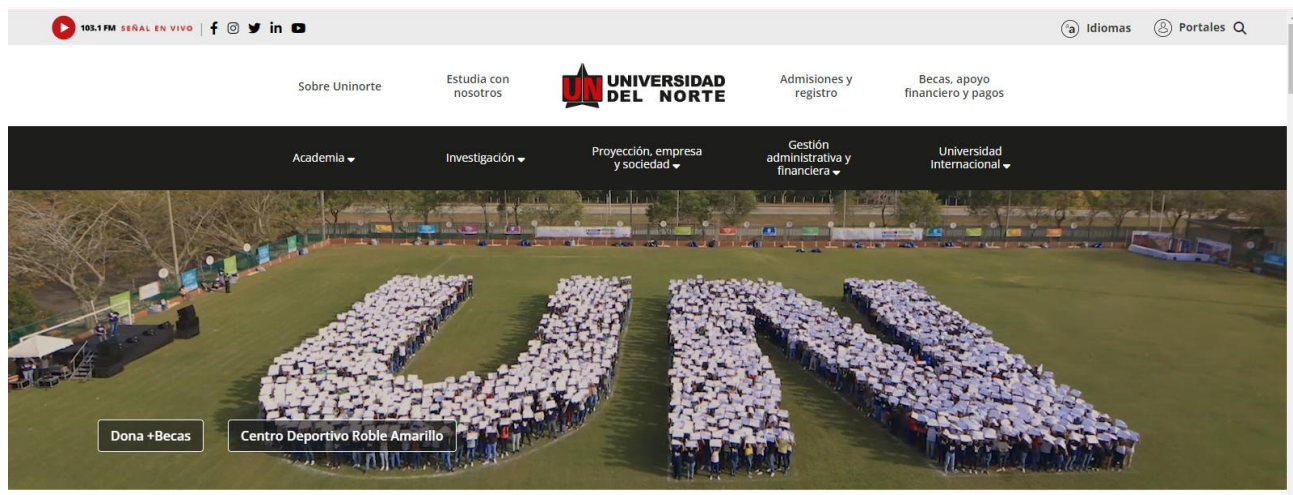 103.1 FM SEÑAL EN VIVO
Idiomas
Portales
Sobre Uninorte
Estudia con
nosotros
UN UNIVERSIDAD
DEL NORTE
Admisiones y
registro
Becas, apoyo
financiero y pagos
Academia
Investigación
Proyección, empresa
y sociedad
Gestión
administrativa y
financiera
Universidad
Internacional
UN
Dona +Becas
Centro Deportivo Roble Amarillo